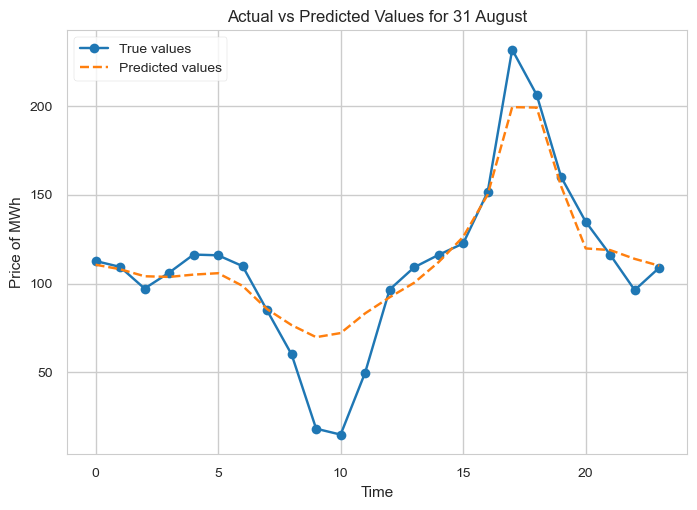 Actual vs Predicted Values for 31 August
True values
Predicted values
Price of MWh
200
150
100
50
0 5 10 15 20
Time